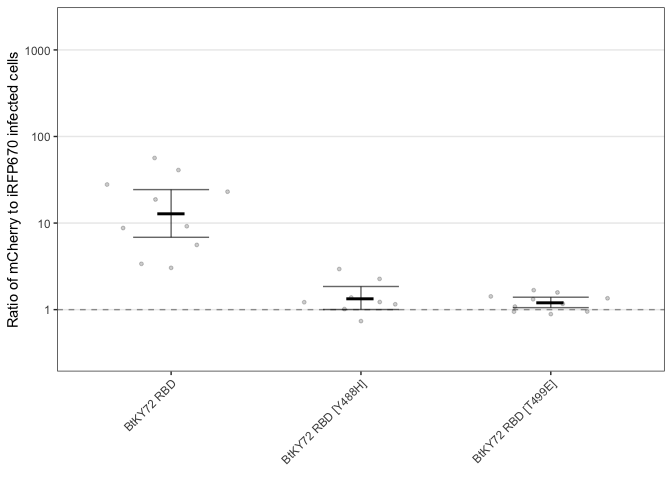 Ratio of mCherry to iRFP670 infected cells
1000
100
10
1
BtKY72 RBD
BtKY72 RBD [Y488H]
BtKY72 RBD [T499E]